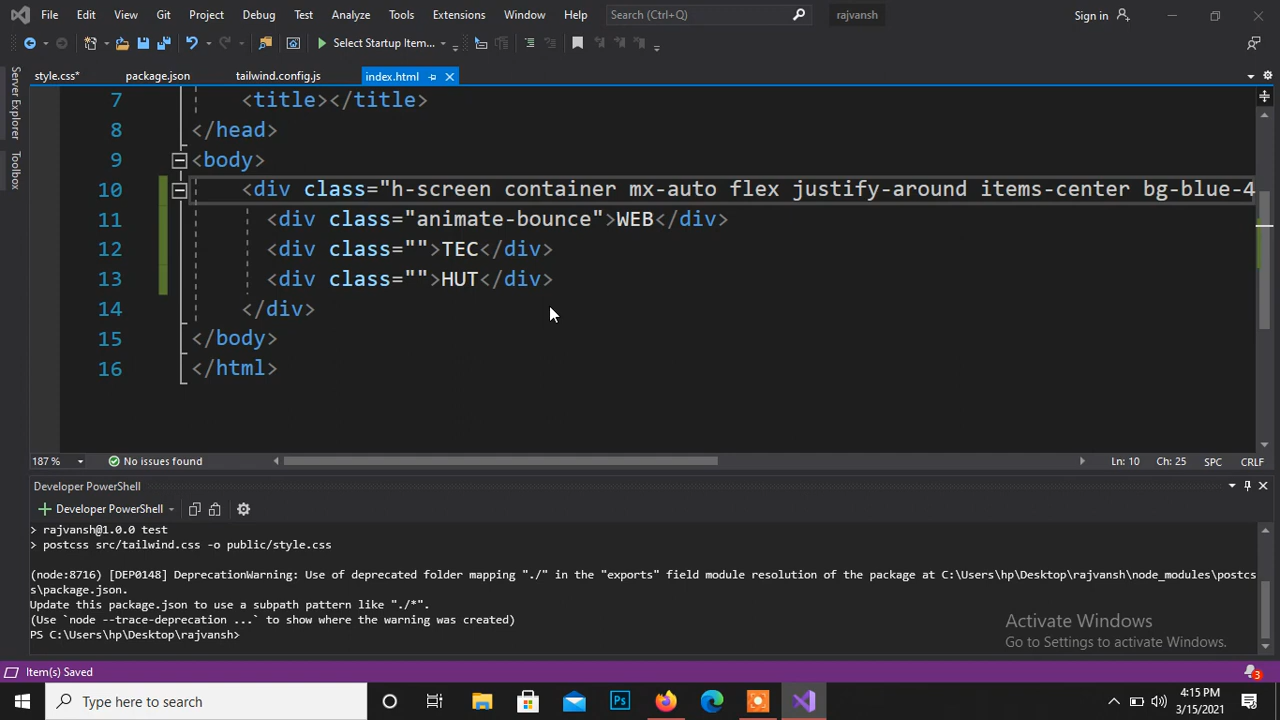 File Edit View Git Project Debug Test Analyze Tools Extensions Window Help Search (Ctrl+Q) rajvansh Sign in
Select Startup Item...
style.css* package.json tailwind.config.js index.html
Server Explorer
Toolbox
7 <title></title>
8 </head>
9 <body>
10 <div class="h-screen container mx-auto flex justify-around items-center bg-blue-4
11 <div class="animate-bounce">WEB</div>
12 <div class="">TEC</div>
13 <div class="">HUT</div>
14 </div>
15 </body>
16 </html>
187 % No issues found Ln: 10 Ch: 25 SPC CRLF
Developer PowerShell
Developer PowerShell
> rajvansh@1.0.0 test
> postcss src/tailwind.css -o public/style.css
(node:8716) [DEP0148] DeprecationWarning: Use of deprecated folder mapping "./" in the "exports" field module resolution of the package at C:\Users\hp\Desktop\rajvansh\node_modules\postcs
s\package.json.
Update this package.json to use a subpath pattern like "./*".
(Use `node --trace-deprecation ...` to show where the warning was created)
PS C:\Users\hp\Desktop\rajvansh>
Activate Windows
Go to Settings to activate Windows.
Item(s) Saved 3
Type here to search Ps 4:15 PM
3/15/2021